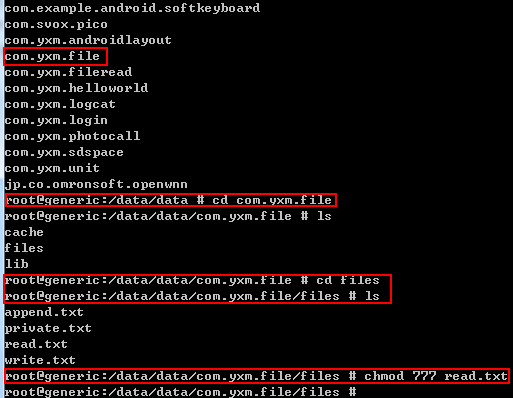 com.example.android.softkeyboard
com.svox.pico
com.yxm.androidlayout
com.yxm.file
com.yxm.fileread
com.yxm.helloworld
com.yxm.logcat
com.yxm.login
com.yxm.photocall
com.yxm.sdspace
com.yxm.unit
jp.co.omronsoft.openwnn
root@generic:/data/data # cd com.yxm.file
root@generic:/data/data/com.yxm.file # ls
cache
files
lib
root@generic:/data/data/com.yxm.file # cd files
root@generic:/data/data/com.yxm.file/files # ls
append.txt
private.txt
read.txt
write.txt
root@generic:/data/data/com.yxm.file/files # chmod 777 read.txt
root@generic:/data/data/com.yxm.file/files #